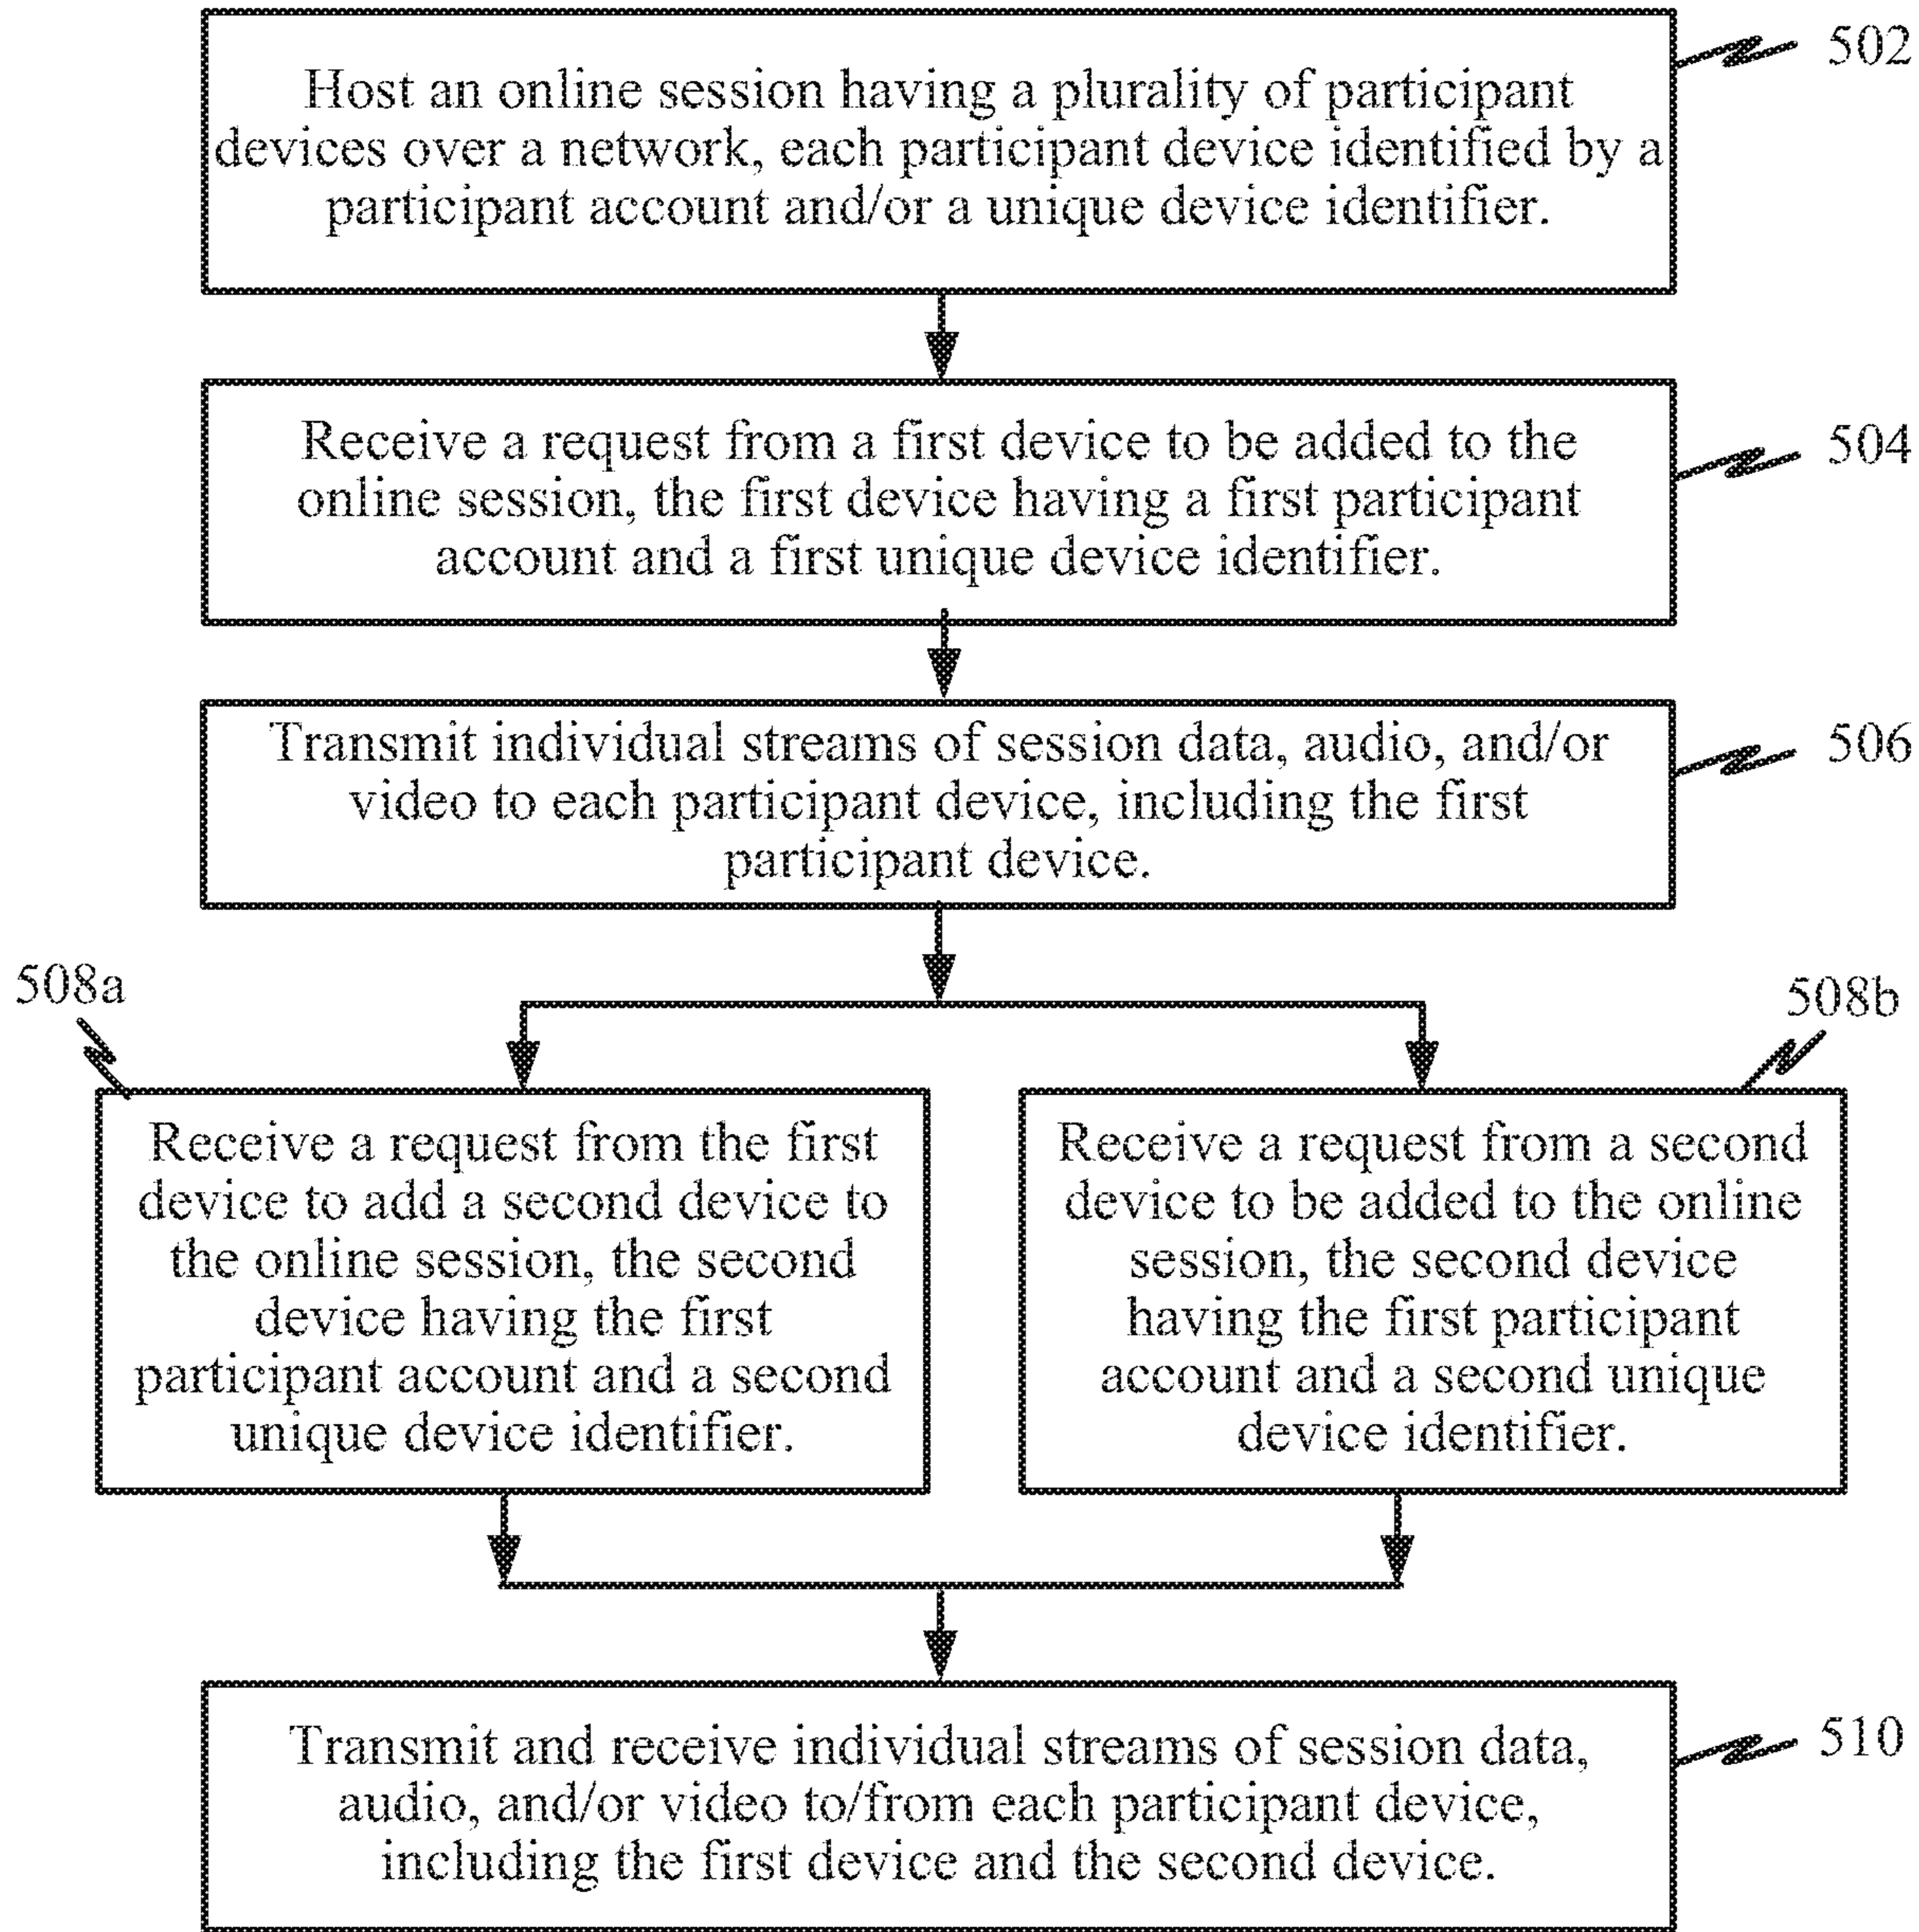 Host an online session having a plurality of participant
devices over a network, each participant device identified by a
participant account and/or a unique device identifier.
502
Receive a request from a first device to be added to the
online session, the first device having a first participant
account and a first unique device identifier.
504
Transmit individual streams of session data, audio, and/or
video to each participant device, including the first
participant device.
506
508a
Receive a request from the first
device to add a second device to
the online session, the second
device having the first
participant account and a second
unique device identifier.
508b
Receive a request from a second
device to be added to the online
session, the second device
having the first participant
account and a second unique
device identifier.
Transmit and receive individual streams of session data,
audio, and/or video to/from each participant device,
including the first device and the second device.
510